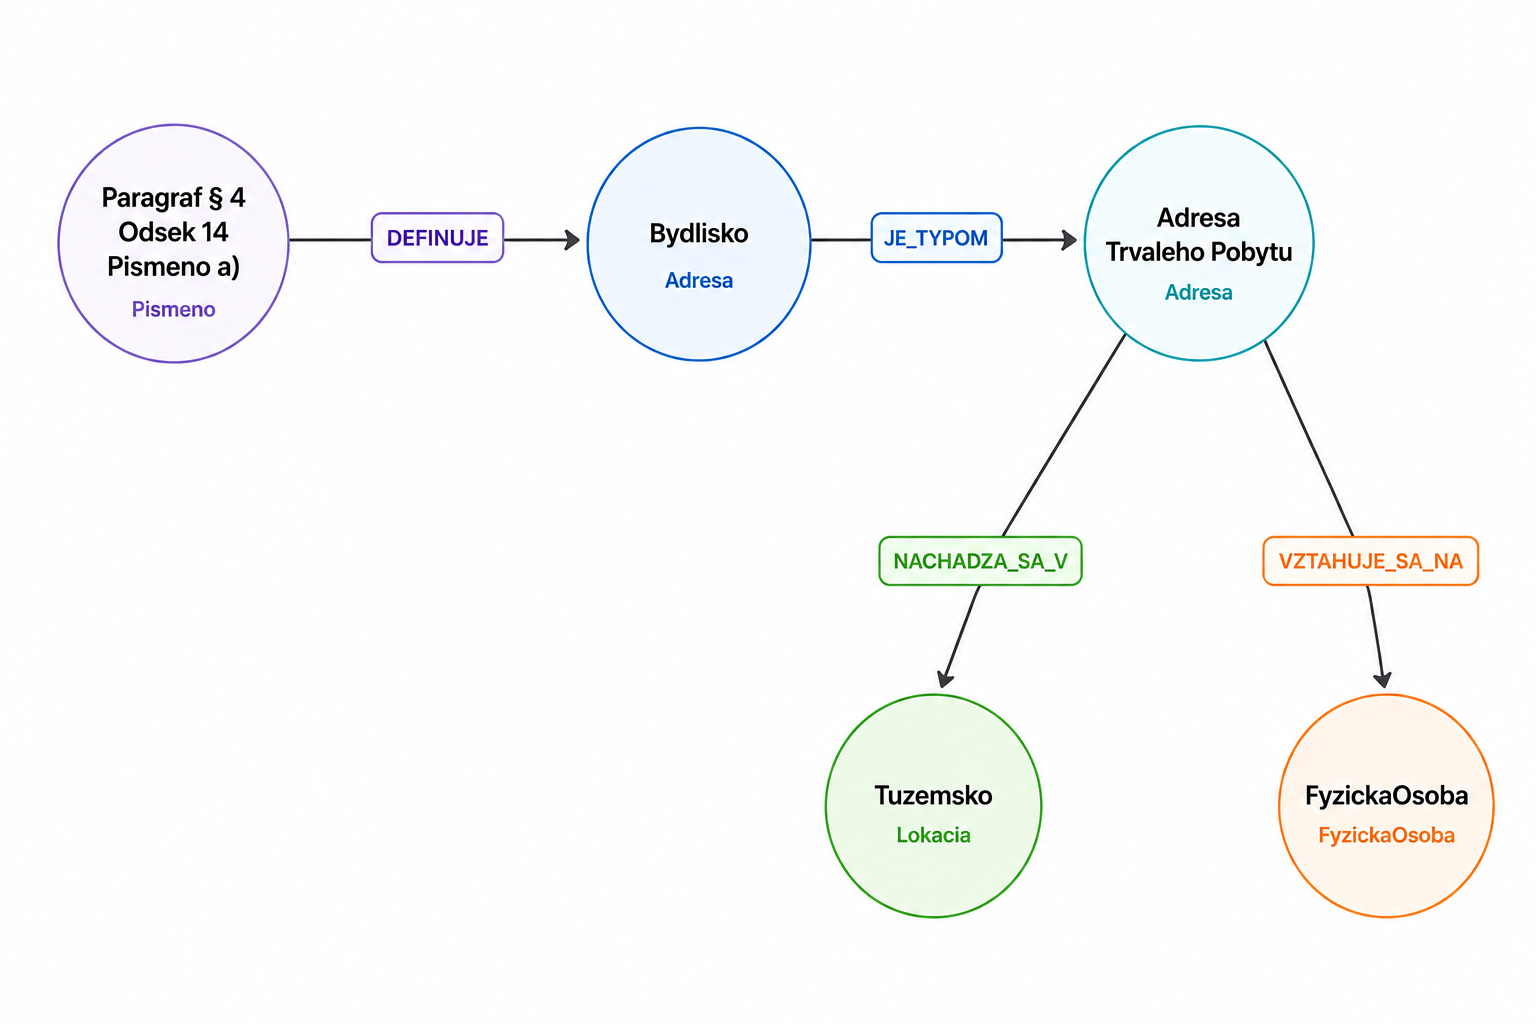 Paragraf § 4
Odsek 14
Pismeno a)
Pismeno
DEFINUJE
Bydlisko
Adresa
JE_TYPOM
Adresa
Trvaleho Pobytu
Adresa
NACHADZA_SA_V
VZTAHUJE_SA_NA
Tuzemsko
Lokacia
FyzickaOsoba
FyzickaOsoba